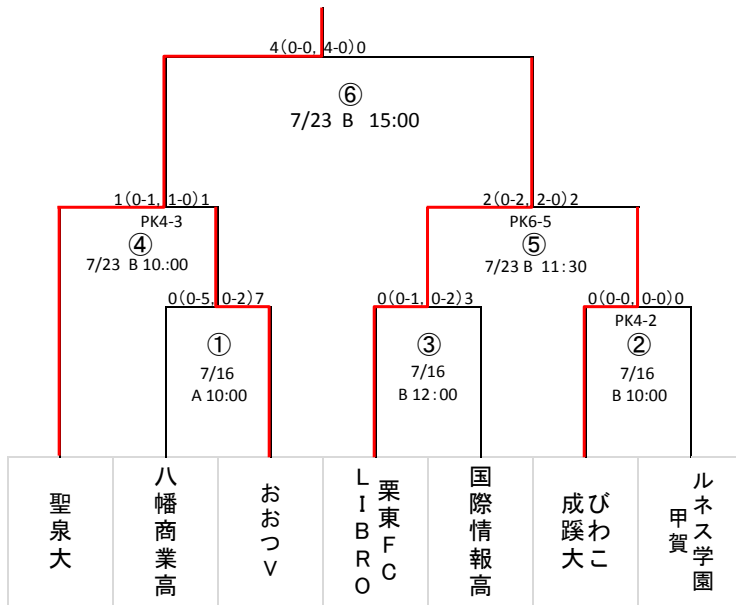 4(0-0, 4-0)0
⑥
7/23 B 15:00
1(0-1, 1-0)1
PK4-3
④
7/23 B 10.:00
2(0-2, 2-0)2
PK6-5
⑤
7/23 B 11:30
0(0-5, 0-2)7
①
7/16
A 10:00
0(0-1, 0-2)3
③
7/16
B 12:00
0(0-0, 0-0)0
PK4-2
②
7/16
B 10:00
聖泉大
八幡商業高
おおつV
栗東FC
LIBRO
国際情報高
びわこ
成蹊大
ルネス学園
甲賀